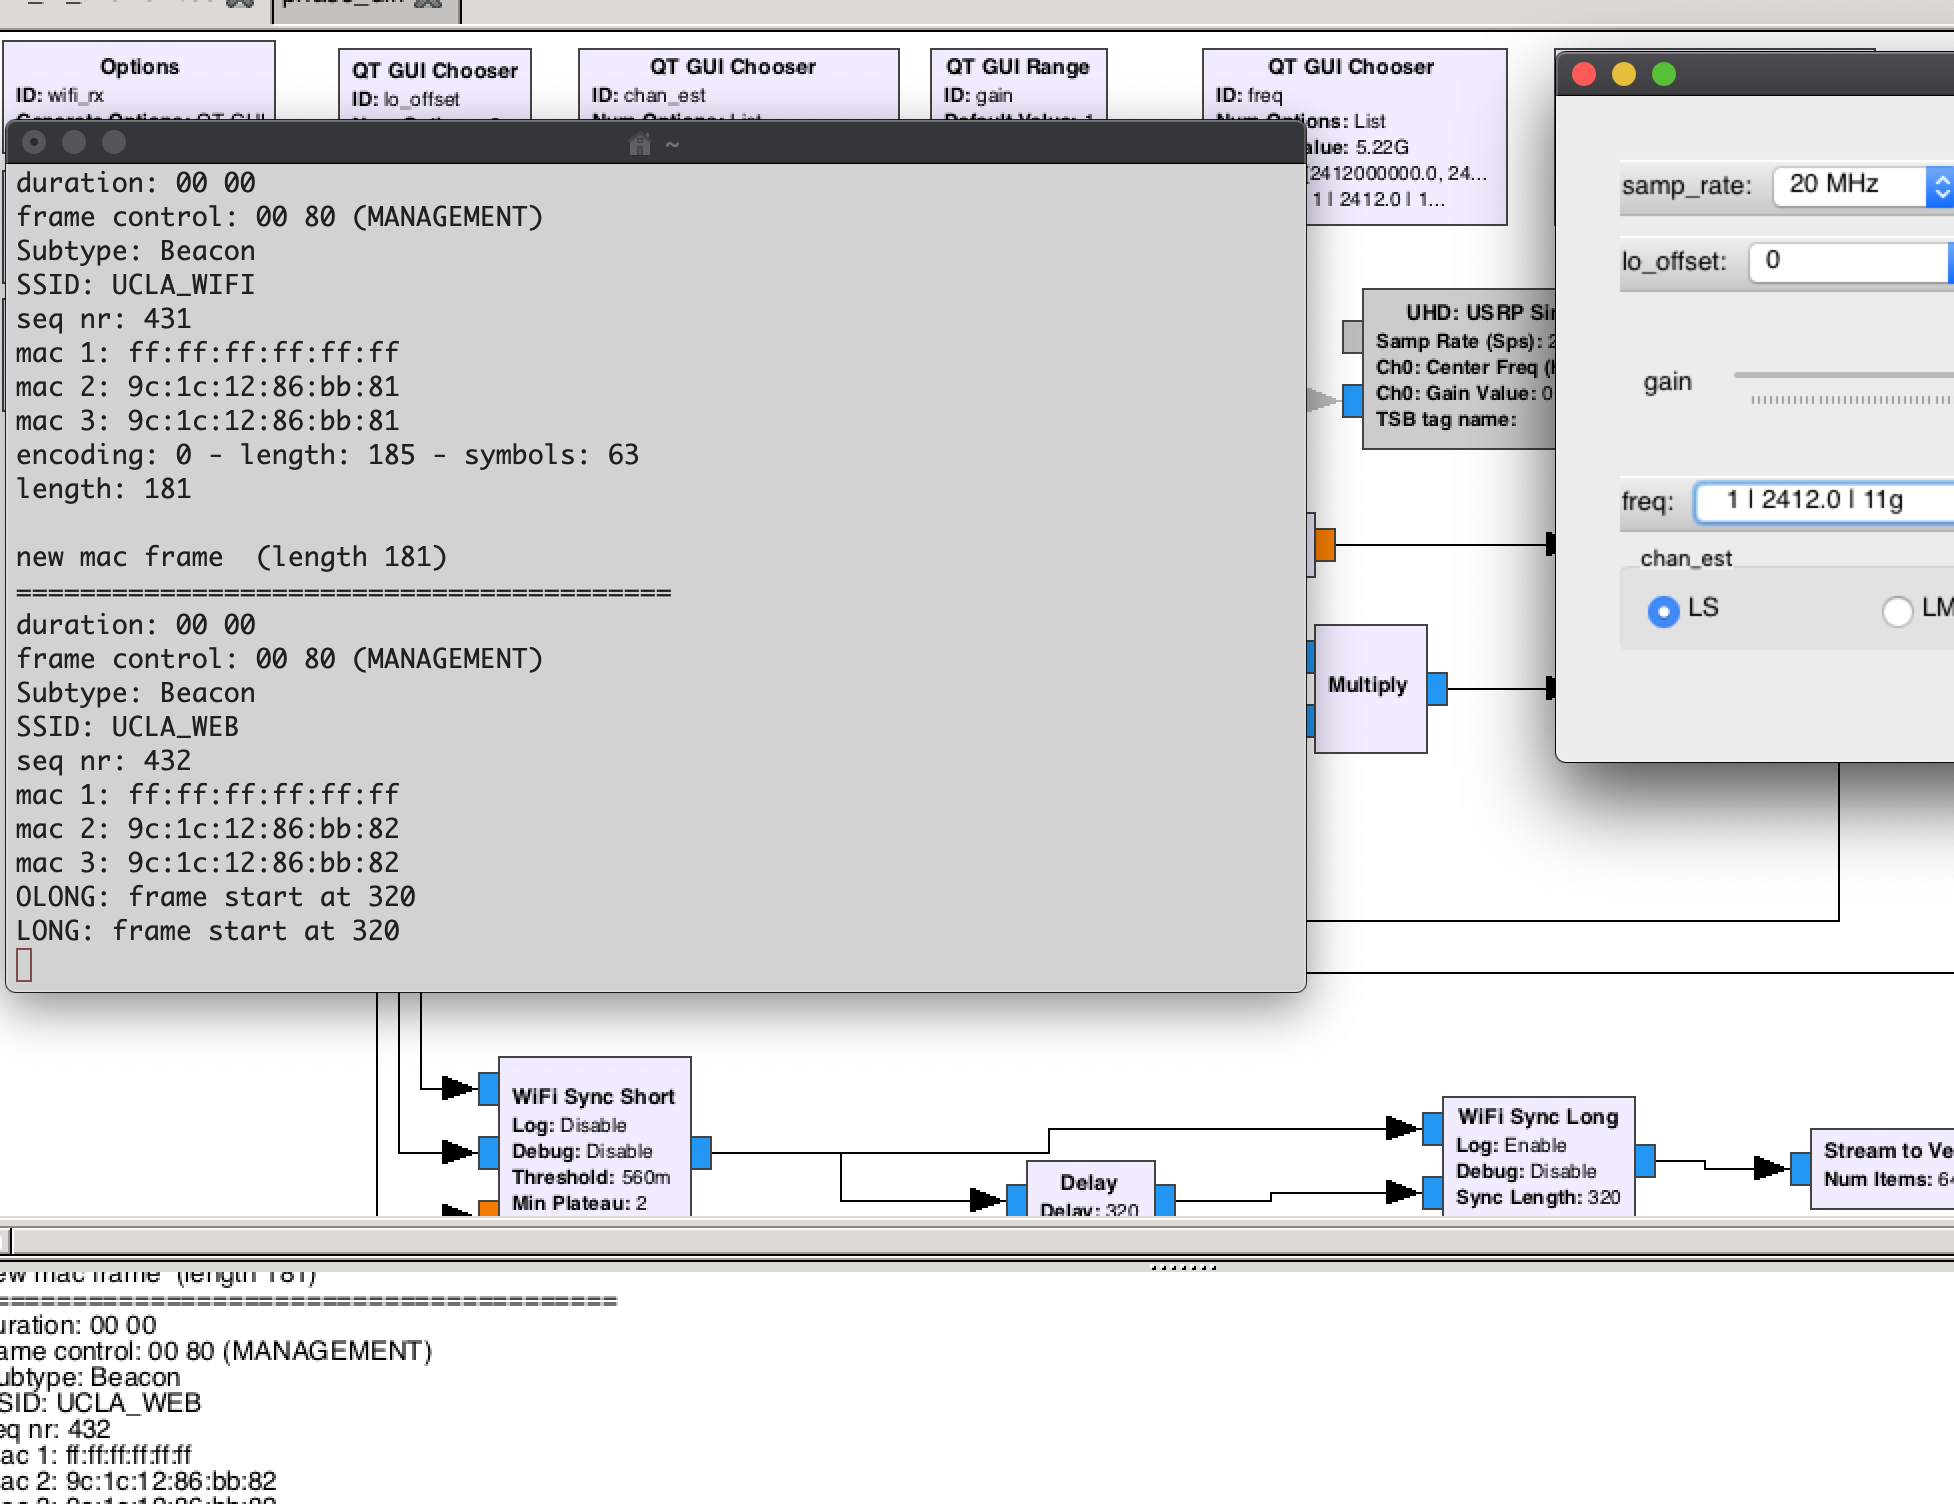 Options
ID: wifi_rx
QT GUI Chooser
ID: lo_offset
QT GUI Chooser
ID: chan_est
QT GUI Range
ID: gain
QT GUI Chooser
ID: freq
Options: List
alue: 5.22G
[2412000000.0, 24...
1 | 2412.0 | 1...
~
duration: 00 00
frame control: 00 80 (MANAGEMENT)
Subtype: Beacon
SSID: UCLA_WIFI
seq nr: 431
mac 1: ff:ff:ff:ff:ff:ff
mac 2: 9c:1c:12:86:bb:81
mac 3: 9c:1c:12:86:bb:81
encoding: 0 - length: 185 - symbols: 63
length: 181
new mac frame  (length 181)
=========================================
duration: 00 00
frame control: 00 80 (MANAGEMENT)
Subtype: Beacon
SSID: UCLA_WEB
seq nr: 432
mac 1: ff:ff:ff:ff:ff:ff
mac 2: 9c:1c:12:86:bb:82
mac 3: 9c:1c:12:86:bb:82
OLONG: frame start at 320
LONG: frame start at 320
samp_rate: 20 MHz
lo_offset: 0
gain
freq: 1 | 2412.0 | 11g
chan_est
LS
LM
UHD: USRP
Samp Rate (Sps):
Ch0: Center Freq
Ch0: Gain Value: 0
TSB tag name:
Multiply
WiFi Sync Short
Log: Disable
Debug: Disable
Threshold: 560m
Min Plateau: 2
Delay
Delay: 320
WiFi Sync Long
Log: Enable
Debug: Disable
Sync Length: 320
Stream to Ve
Num Items:
ew mac frame (length 181)
=========================================
uration: 00 00
ame control: 00 80 (MANAGEMENT)
ubtype: Beacon
SID: UCLA_WEB
eq nr: 432
ac 1: ff:ff:ff:ff:ff:ff
ac 2: 9c:1c:12:86:bb:82